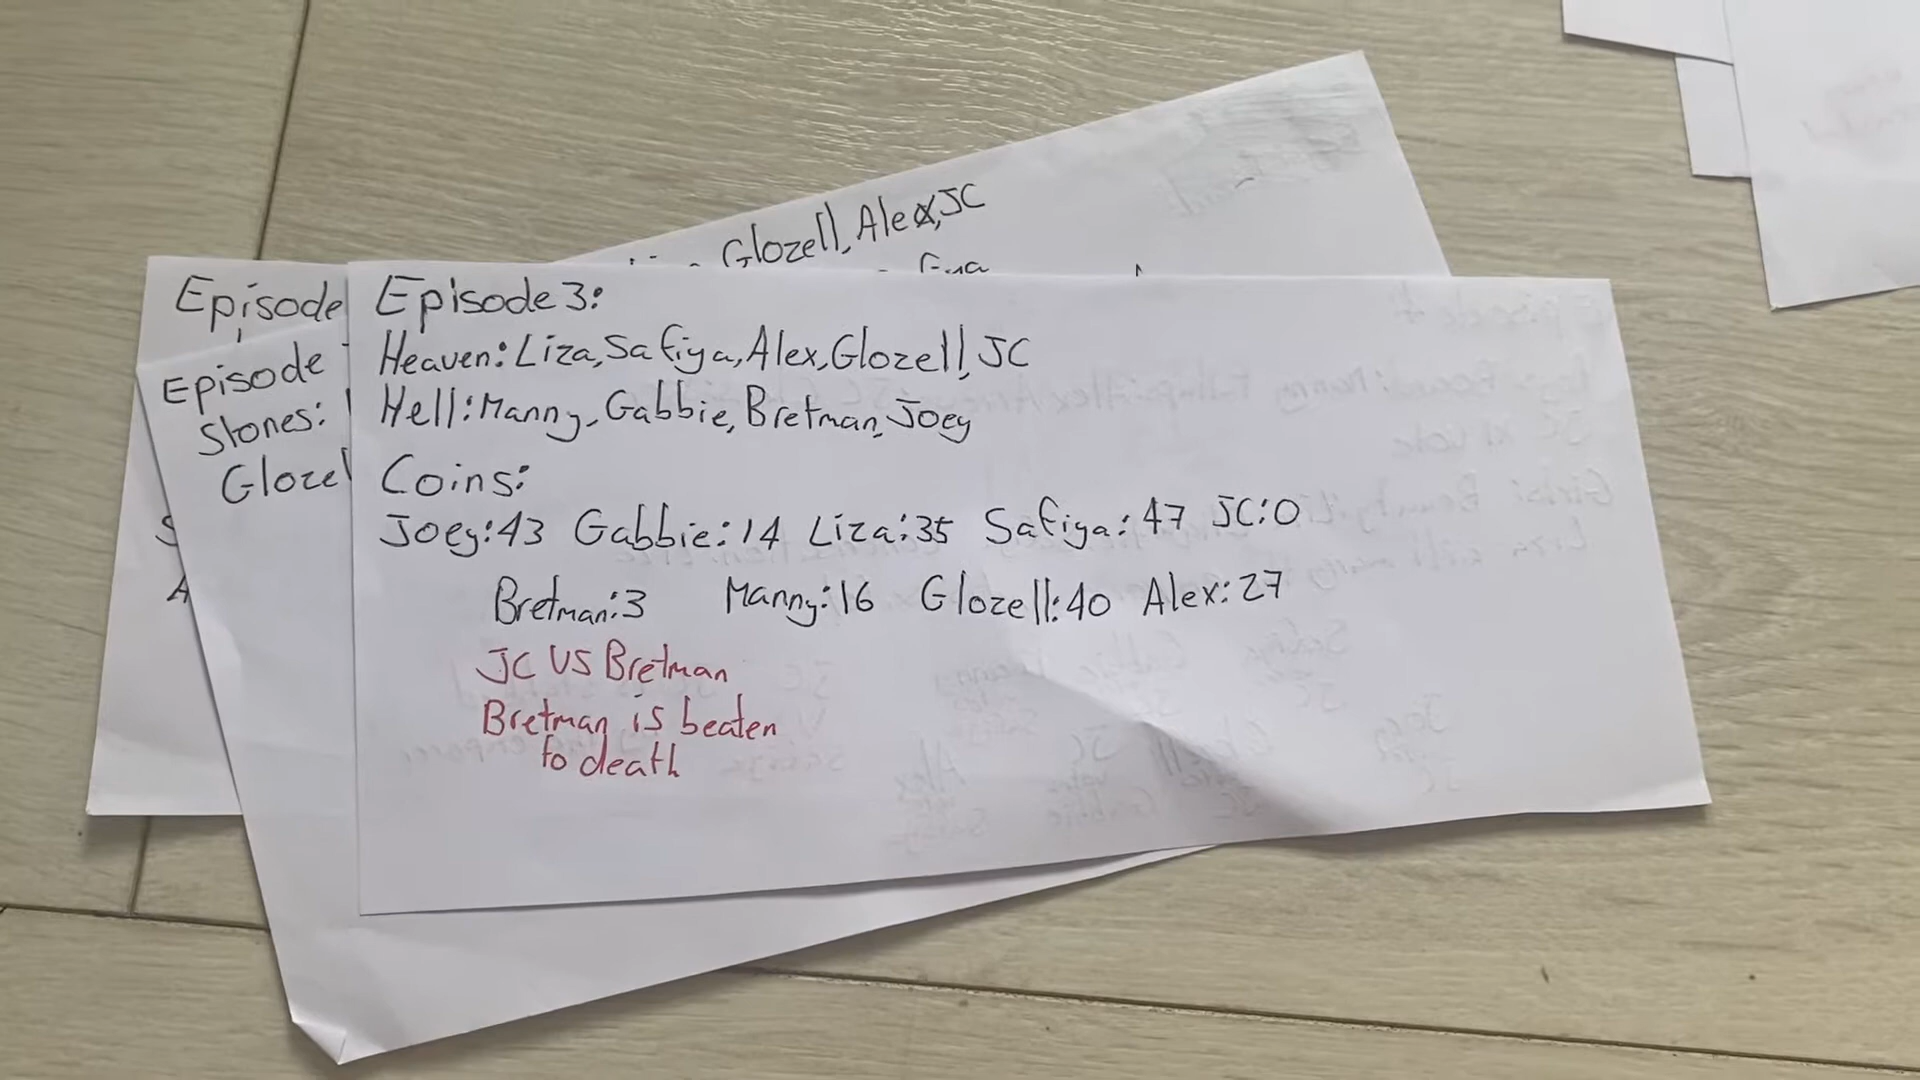 Glozell, Alex, JC
Episode
Episode
Stones:
Gloze
Episode 3:
Heaven: Liza, Safiya, Alex, Glozell, JC
Hell: Manny, Gabbie, Bretman, Joey
Coins:
Joey: 43 Gabbie: 14 Liza: 35 Safiya: 47 JC: 0
Bretman: 3 Manny: 16 Glozell: 40 Alex: 27
JC VS Bretman
Bretman is beaten
to death